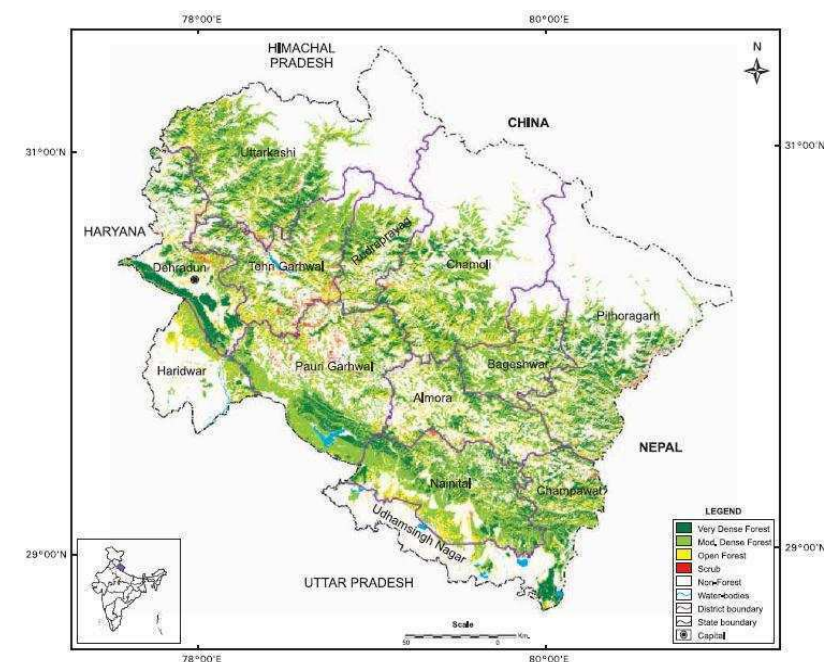 78°00'E
80°00'E
HIMACHAL
PRADESH
N
CHINA
31°00'N
31°00'N
Uttarkashi
HARYANA
Rudraprayag
Dehradun
Tehri Garhwal
Chamoli
Pithoragarh
Haridwar
Pauri Garhwal
Bageshwar
Almora
NEPAL
Nainital
Champawat
Udhamsingh Nagar
LEGEND
Very Dense Forest
Mod. Dense Forest
Open Forest
Scrub
Non-Forest
Water-bodies
District boundary
State boundary
Capital
29°00'N
29°00'N
UTTAR PRADESH
Scale
50
0
Km.
78°00'E
80°00'E